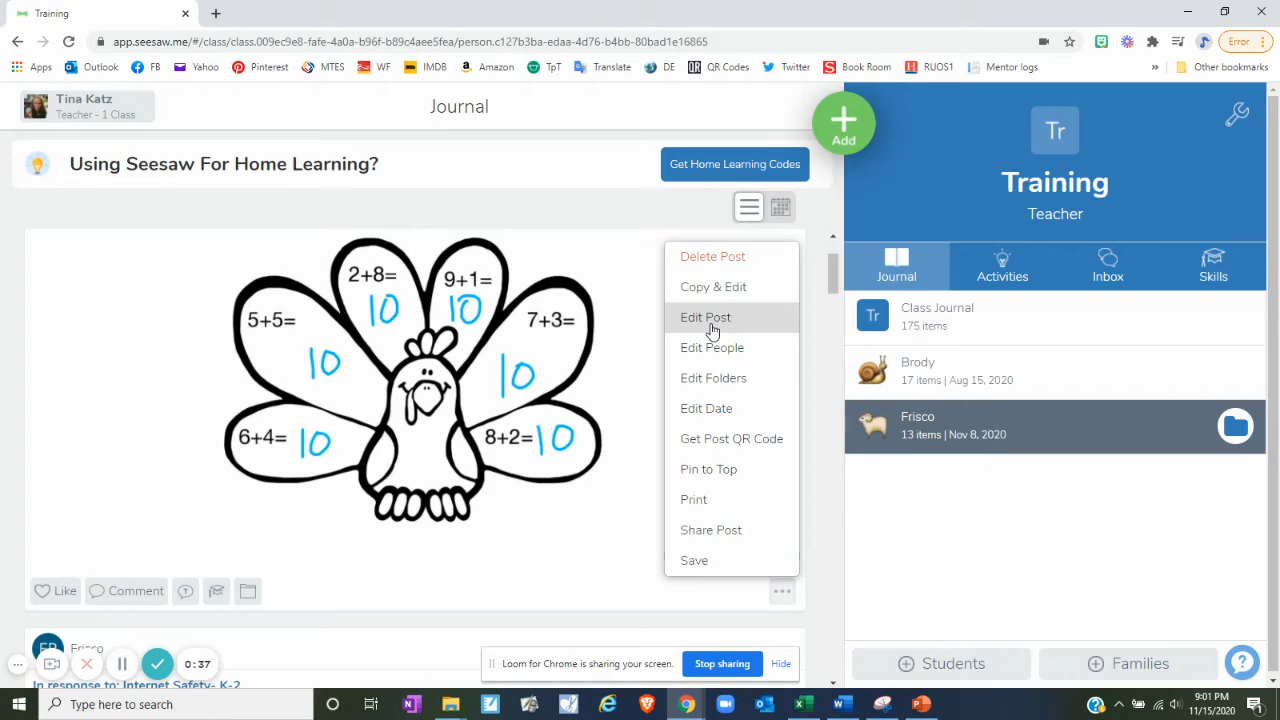 Training
app.seesaw.me/#/class/class.009ec9e8-fafe-4a0a-b96f-b89c4aee5fea/person.c127b3ba-ece1-4d76-b4bb-80bad1e16865
Error
Apps
Outlook
FB
Yahoo
Pinterest
MTES
WF
IMDB
Amazon
TpT
Translate
DE
QR Codes
Twitter
Book Room
RUOS1
Mentor logs
»
Other bookmarks
Tina Katz
Teacher - 1 Class
Journal
Add
Using Seesaw For Home Learning?
Get Home Learning Codes
2+8=
10
9+1=
10
5+5=
10
7+3=
10
6+4=
10
8+2=
10
Delete Post
Copy & Edit
Edit Post
Edit People
Edit Folders
Edit Date
Get Post QR Code
Pin to Top
Print
Share Post
Save
Like
Comment
Frisco
In response to: Internet Safety- K-2
0:37
Loom for Chrome is sharing your screen.
Stop sharing
Hide
Tr
Training
Teacher
Journal
Activities
Inbox
Skills
Tr
Class Journal
175 items
Brody
17 items | Aug 15, 2020
Frisco
13 items | Nov 8, 2020
Students
Families
?
Type here to search
9:01 PM
11/15/2020